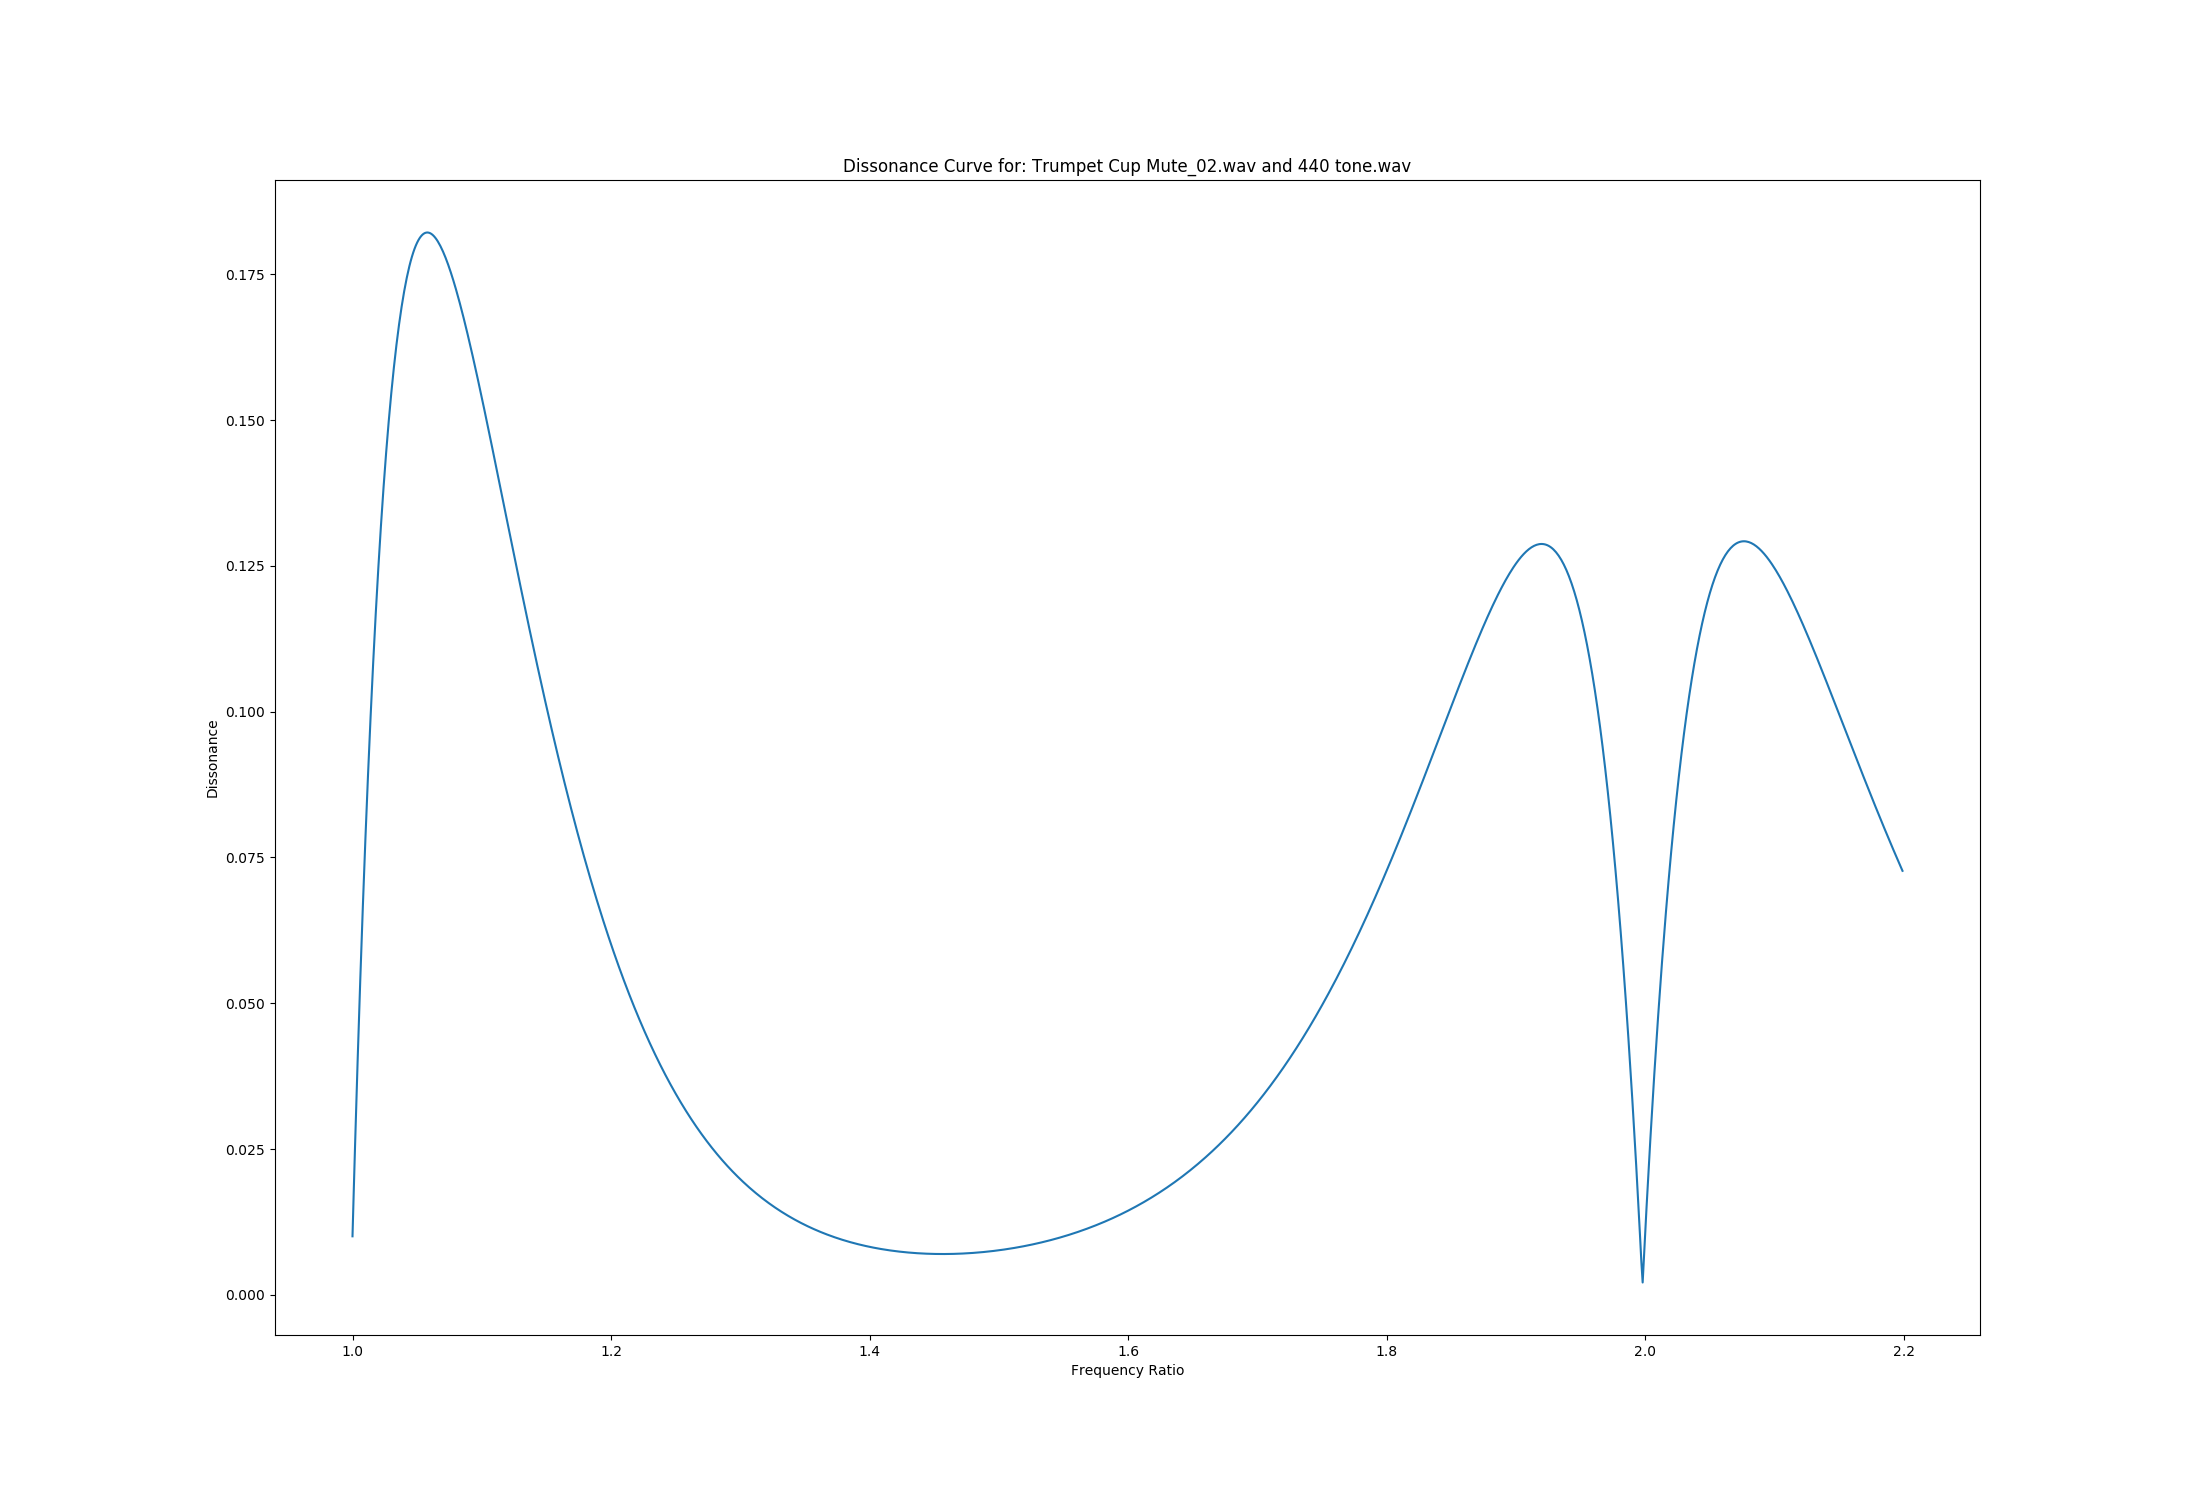 Dissonance Curve for: Trumpet Cup Mute_02.wav and 440 tone.wav
0.175
0.150
0.125
0.100
0.075
0.050
0.025
0.000
Dissonance
1.0 1.2 1.4 1.6 1.8 2.0 2.2
Frequency Ratio